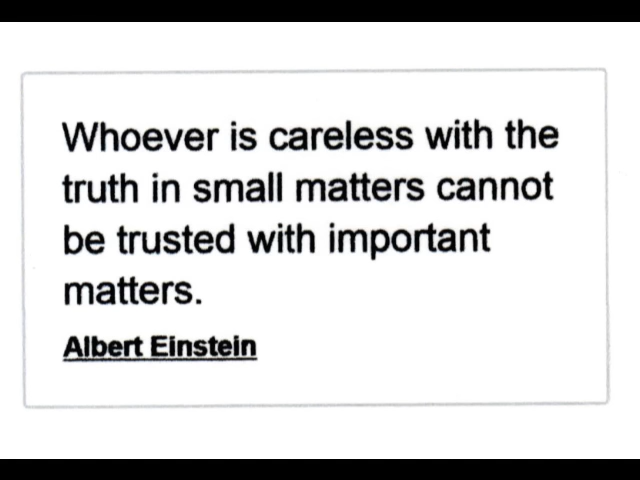 Whoever is careless with the
truth in small matters cannot
be trusted with important
matters.
Albert Einstein